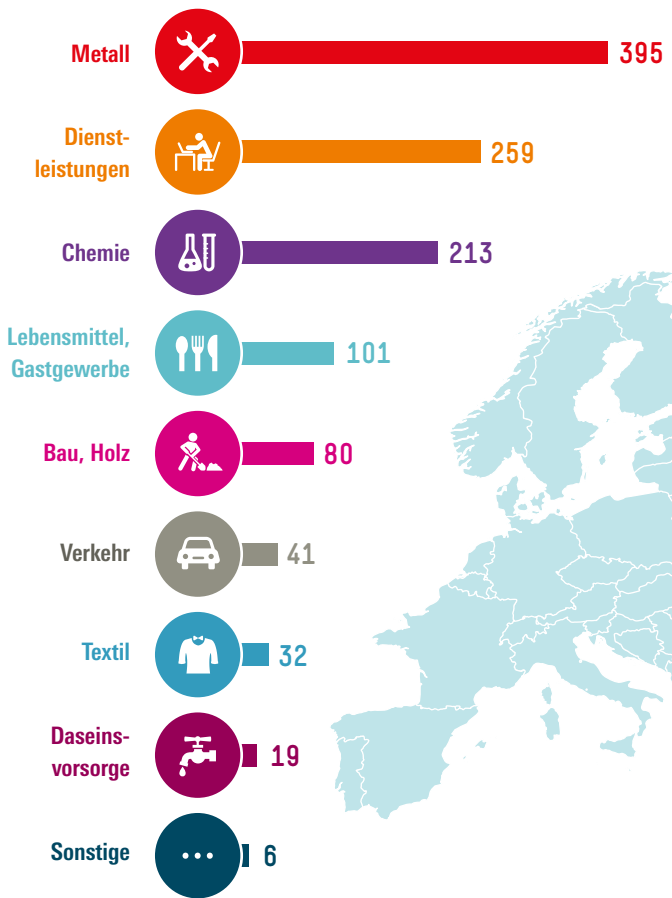 Metall
395
Dienst-
leistungen
259
Chemie
213
Lebensmittel,
Gastgewerbe
101
Bau, Holz
80
Verkehr
41
Textil
32
Daseins-
vorsorge
19
Sonstige
6